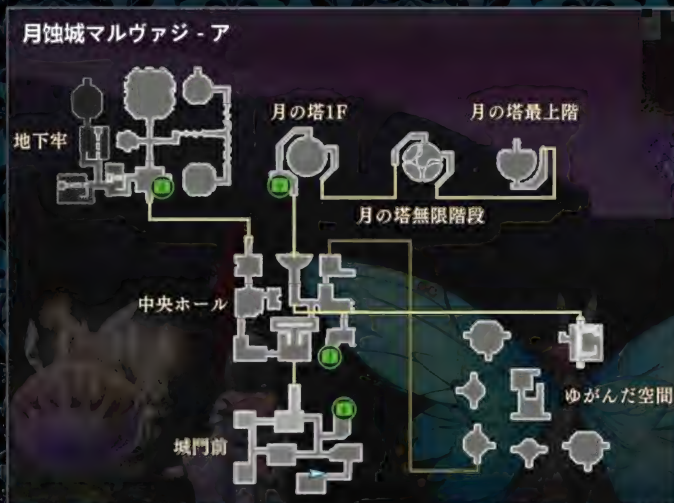 月蚀城マルヴァジ - ア
月の塔1F
月の塔最上階
地下牢
月の塔無限階段
中央ホール
ゆがんだ空間
城門前